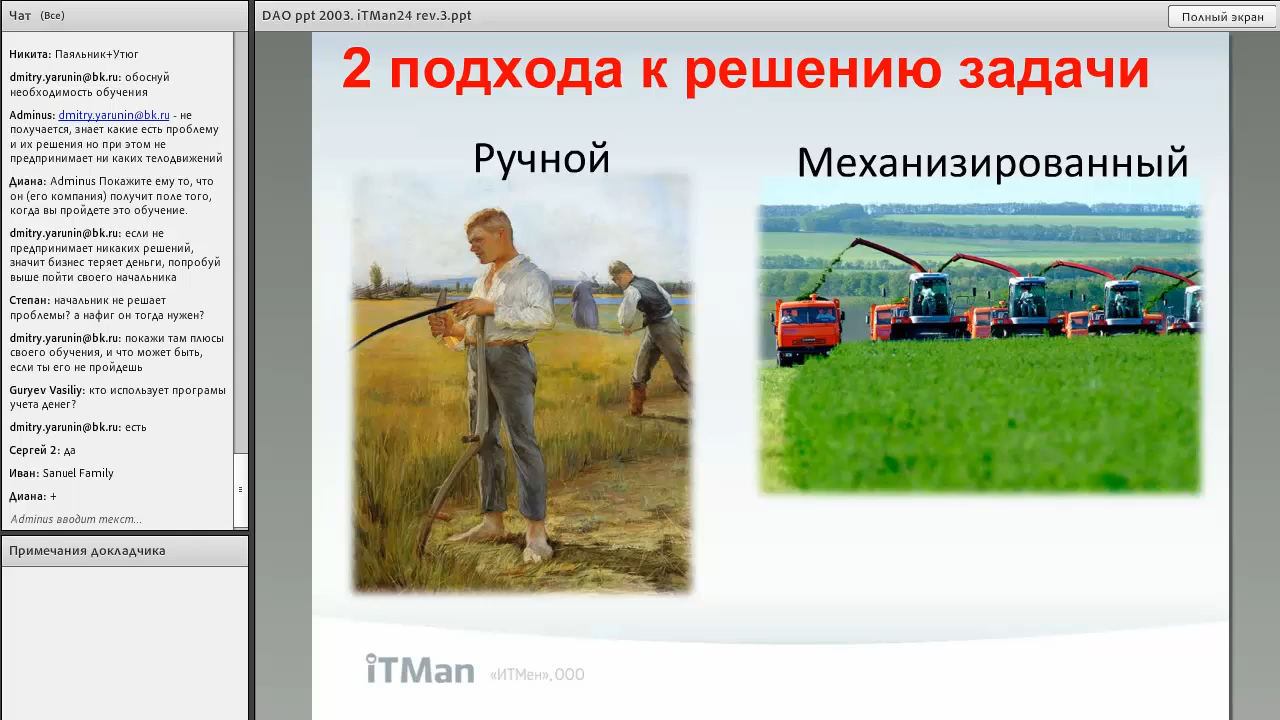 Чат (Все)
Никита: Паяльник+Утюг
dmitry.yarunin@bk.ru: обоснуй
необходимость обучения
Adminus: dmitry.yarunin@bk.ru - не
получается, знает какие есть проблему
и их решения но при этом не
предпринимает ни каких телодвижений
Диана: Adminus Покажите ему то, что
он (его компания) получит поле того,
когда вы пройдете это обучение.
dmitry.yarunin@bk.ru: если не
предпринимает никаких решений,
значит бизнес теряет деньги, попробуй
выше пойти своего начальника
Степан: начальник не решает
проблемы? а нафиг он тогда нужен?
dmitry.yarunin@bk.ru: покажи там плюсы
своего обучения, и что может быть,
если ты его не пройдешь
Guryev Vasiliy: кто использует програмы
учета денег?
dmitry.yarunin@bk.ru: есть
Сергей 2: да
Иван: Sanuel Family
Диана: +
Adminus вводит текст...
Примечания докладчика
DAO ppt 2003. iTMan24 rev.3.ppt
Полный экран
2 подхода к решению задачи
Ручной
Механизированный
iTMan «ИТМен», ООО